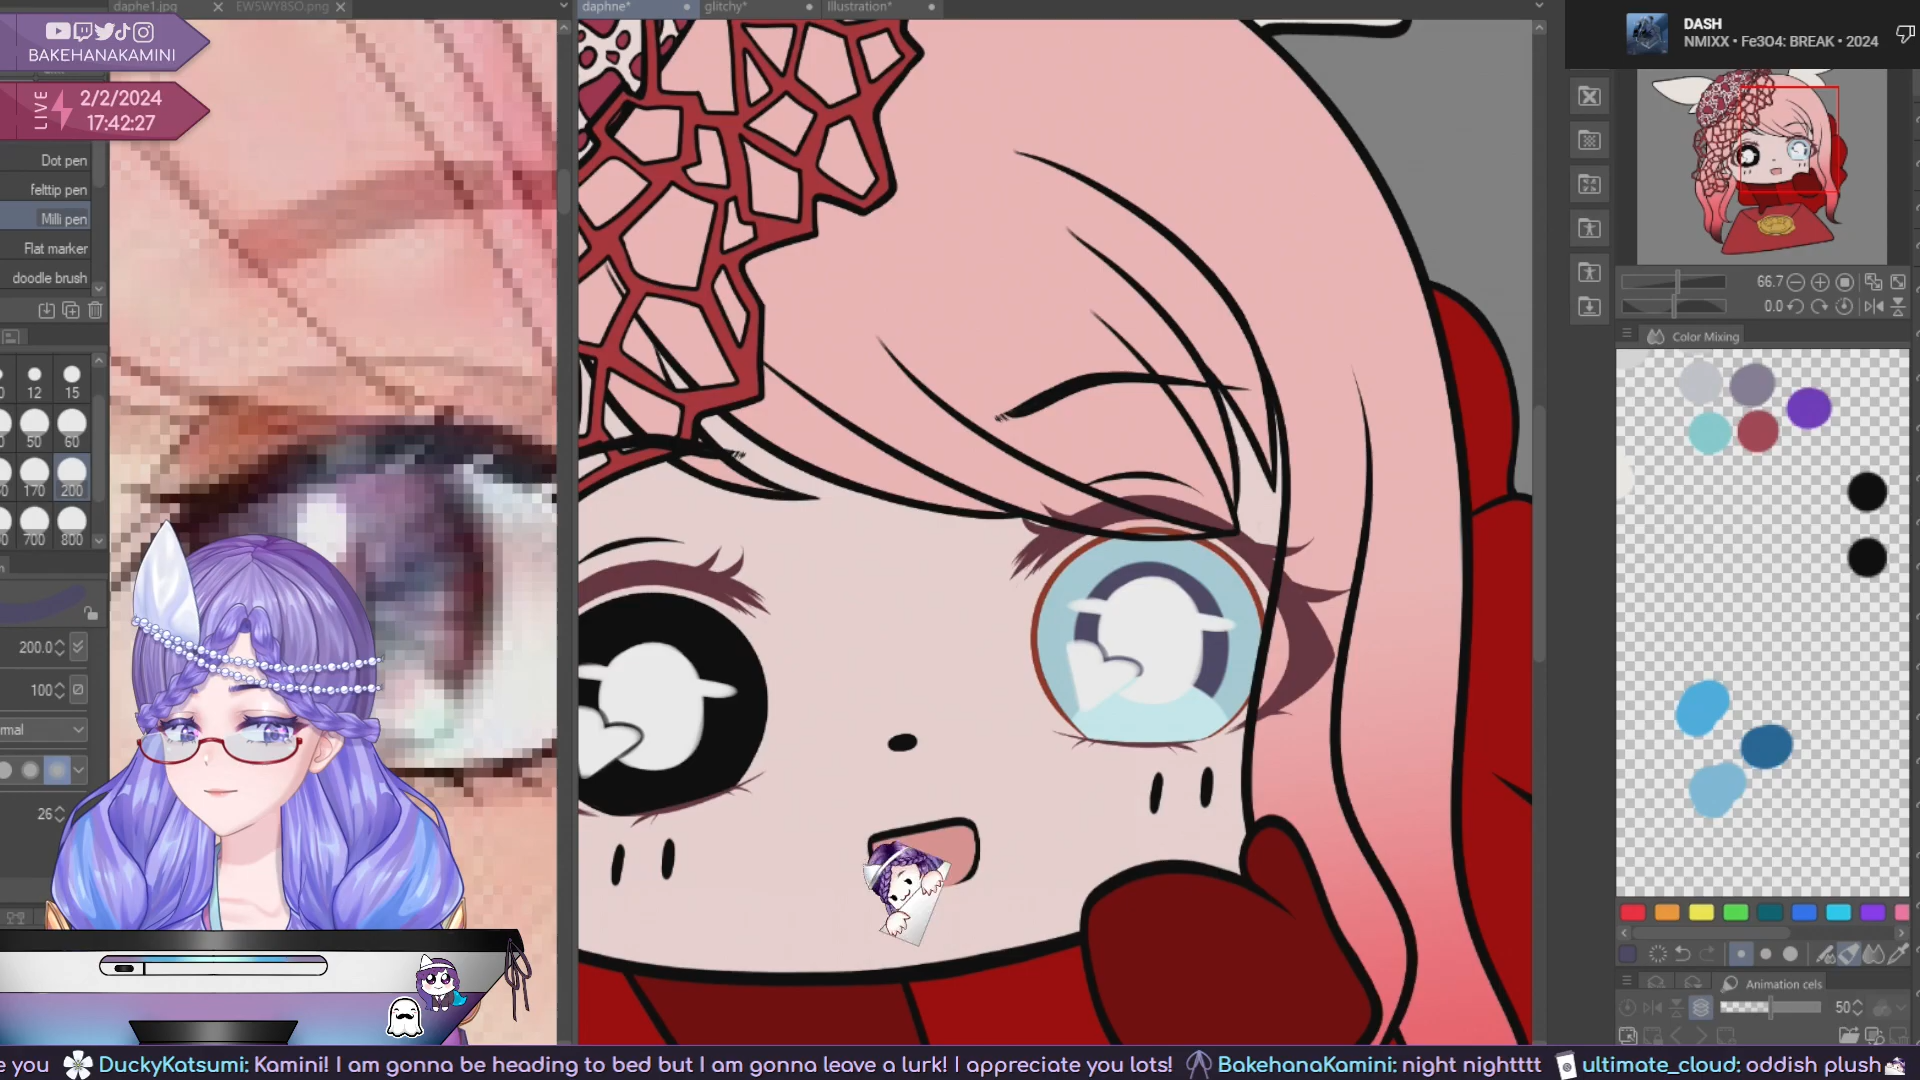 daphe1.jpg
EW5WY8SO.png
daphne*
glitchy*
Illustration*
DASH
NMIXX • Fe3O4: BREAK • 2024
BAKEHANAKAMINI
LIVE
2/2/2024
17:42:27
Dot pen
felttip pen
Milli pen
Flat marker
doodle brush
12
15
50
60
170
200
700
800
200.0
100
26
66.7
0.0
Color Mixing
Animation cels
50
DuckyKatsumi: Kamini! I am gonna be heading to bed but I am gonna leave a lurk! I appreciate you lots!
BakehanaKamini: night nightttt
ultimate_cloud: oddish plush